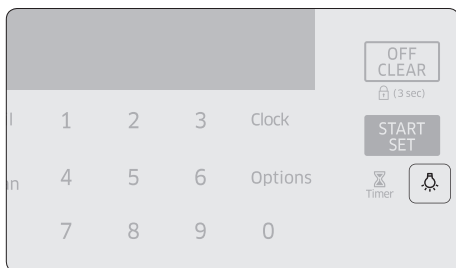 OFF
CLEAR
(3 sec)
1 2 3 Clock
START
SET
4 5 6 Options
Timer
7 8 9 0